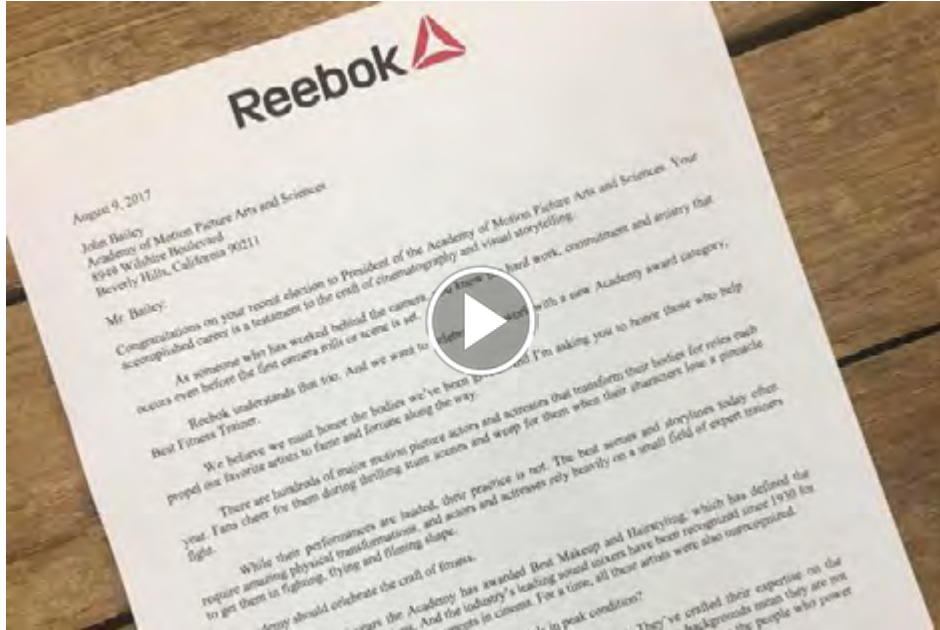 Reebok
August 9, 2017
John Bailey
Academy of Motion Picture Arts and Sciences
8949 Wilshire Boulevard
Beverly Hills, California 90211
Mr. Bailey:
Congratulations on your recent election to President of the Academy of Motion Picture Arts and Sciences. Your
accomplished career is a testament to the craft of cinematography and visual storytelling.
As someone who has worked behind the camera, you know the hard work, commitment and artistry that
occurs even before the first camera rolls or scene is set.
Reebok understands that too. And we want to with a new Academy award category,
Best Fitness Trainer.
We believe we must honor the bodies we've been and I'm asking you to honor those who help
propel our favorite artists to fame and fortune along the way.
There are hundreds of major motion picture actors and actresses that transform their bodies for roles each
year. Fans cheer for them during thrilling stunt scenes and weep for them when their characters lose a pinnacle
fight.
While their performances are lauded, their practice is not. The best scenes and storylines today often
require amazing physical transformations, and actors and actresses rely heavily on a small field of expert trainers
to get them in fighting, flying and filming shape.
should celebrate the craft of fitness.
the Academy has awarded Best Makeup and Hairstyling, which has defined the
And the industry's leading sound mixers have been recognized since 1930 for
in cinema. For a time, all these artists were also unrecognized.
in peak condition?
They've crafted their expertise on the
backgrounds mean they are not
the people who power